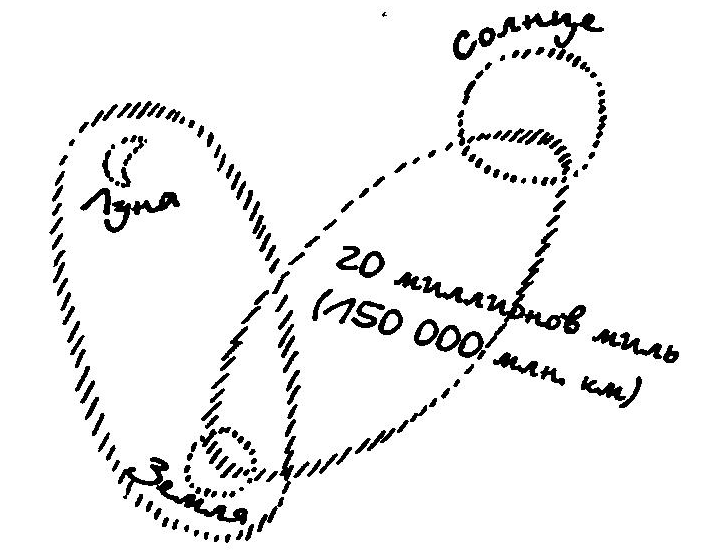 Солнце
Луна
20 миллионов миль
(150 000 млн. км)
Земля